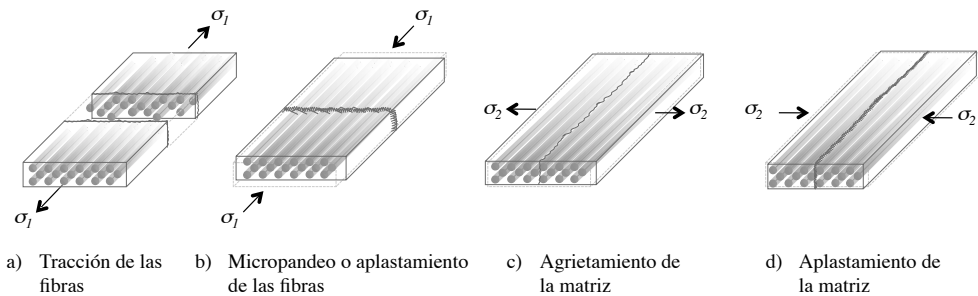 σ1
σ1
σ1
σ1
σ2
σ2
σ2
σ2
a) Tracción de las
fibras
b) Micropandeo o aplastamiento
de las fibras
c) Agrietamiento de
la matriz
d) Aplastamiento de
la matriz